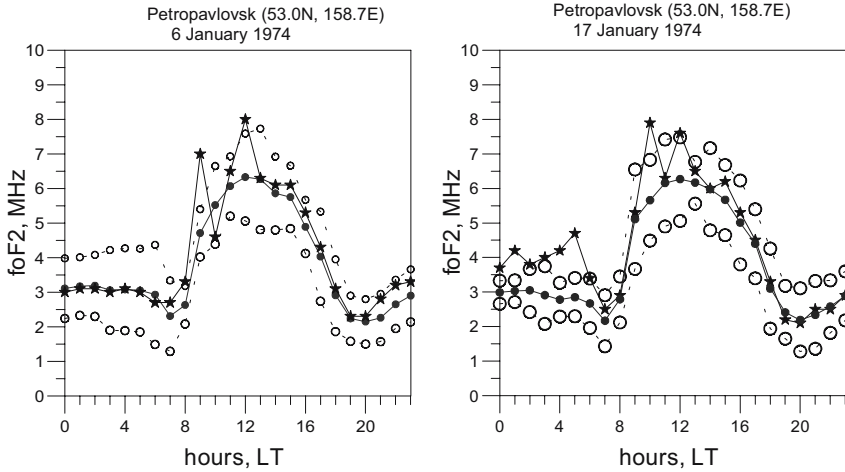 Petropavlovsk (53.0N, 158.7E)
6 January 1974
10
9
8
7
6
5
4
3
2
1
0
foF2, MHz
0 4 8 12 16 20
hours, LT
Petropavlovsk (53.0N, 158.7E)
17 January 1974
10
9
8
7
6
5
4
3
2
1
0
foF2, MHz
0 4 8 12 16 20
hours, LT